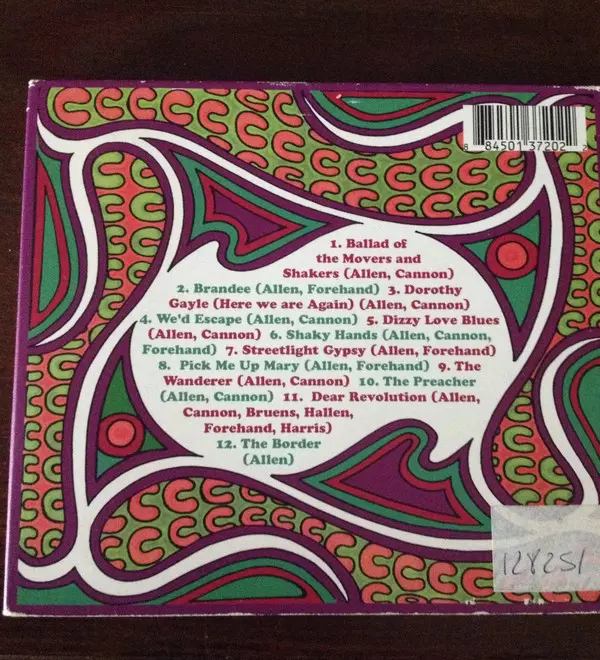 8 84501 37202 2
1. Ballad of
the Movers and
Shakers (Allen, Cannon)
2. Brandee (Allen, Forehand) 3. Dorothy
Gayle (Here we are Again) (Allen, Cannon)
4. We'd Escape (Allen, Cannon) 5. Dizzy Love Blues
(Allen, Cannon) 6. Shaky Hands (Allen, Cannon,
Forehand) 7. Streetlight Gypsy (Allen, Forehand)
8. Pick Me Up Mary (Allen, Forehand) 9. The
Wanderer (Allen, Cannon) 10. The Preacher
(Allen, Cannon) 11. Dear Revolution (Allen,
Cannon, Bruens, Hallen,
Forehand, Harris)
12. The Border
(Allen)
128251